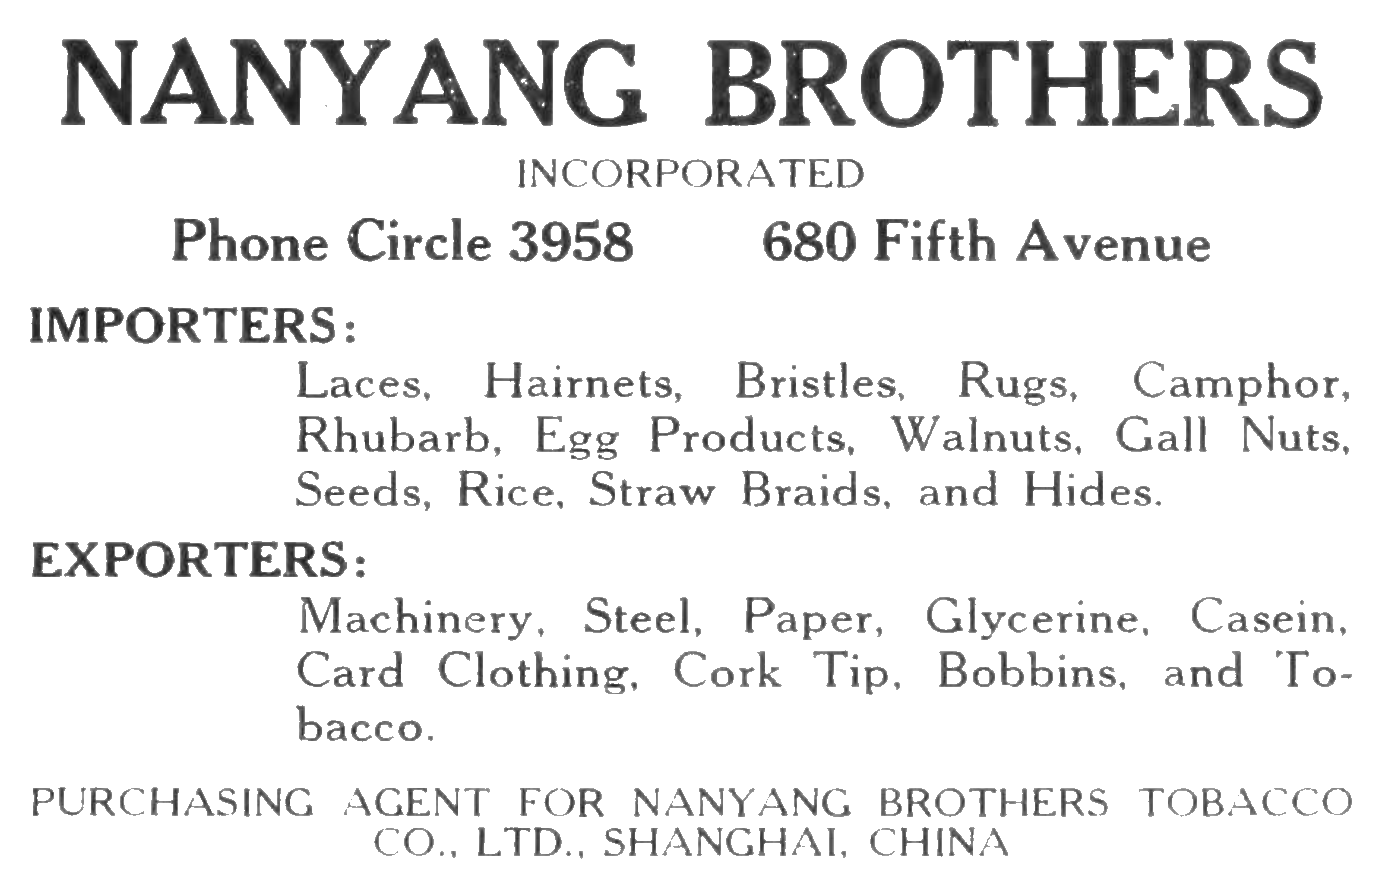 NANYANG BROTHERS
INCORPORATED
Phone Circle 3958 680 Fifth Avenue
IMPORTERS:
Laces, Hairnets, Bristles, Rugs, Camphor,
Rhubarb, Egg Products, Walnuts, Gall Nuts,
Seeds, Rice, Straw Braids, and Hides.
EXPORTERS:
Machinery, Steel, Paper, Glycerine, Casein,
Card Clothing, Cork Tip, Bobbins, and To-
bacco.
PURCHASING AGENT FOR NANYANG BROTHERS TOBACCO
CO., LTD., SHANGHAI, CHINA